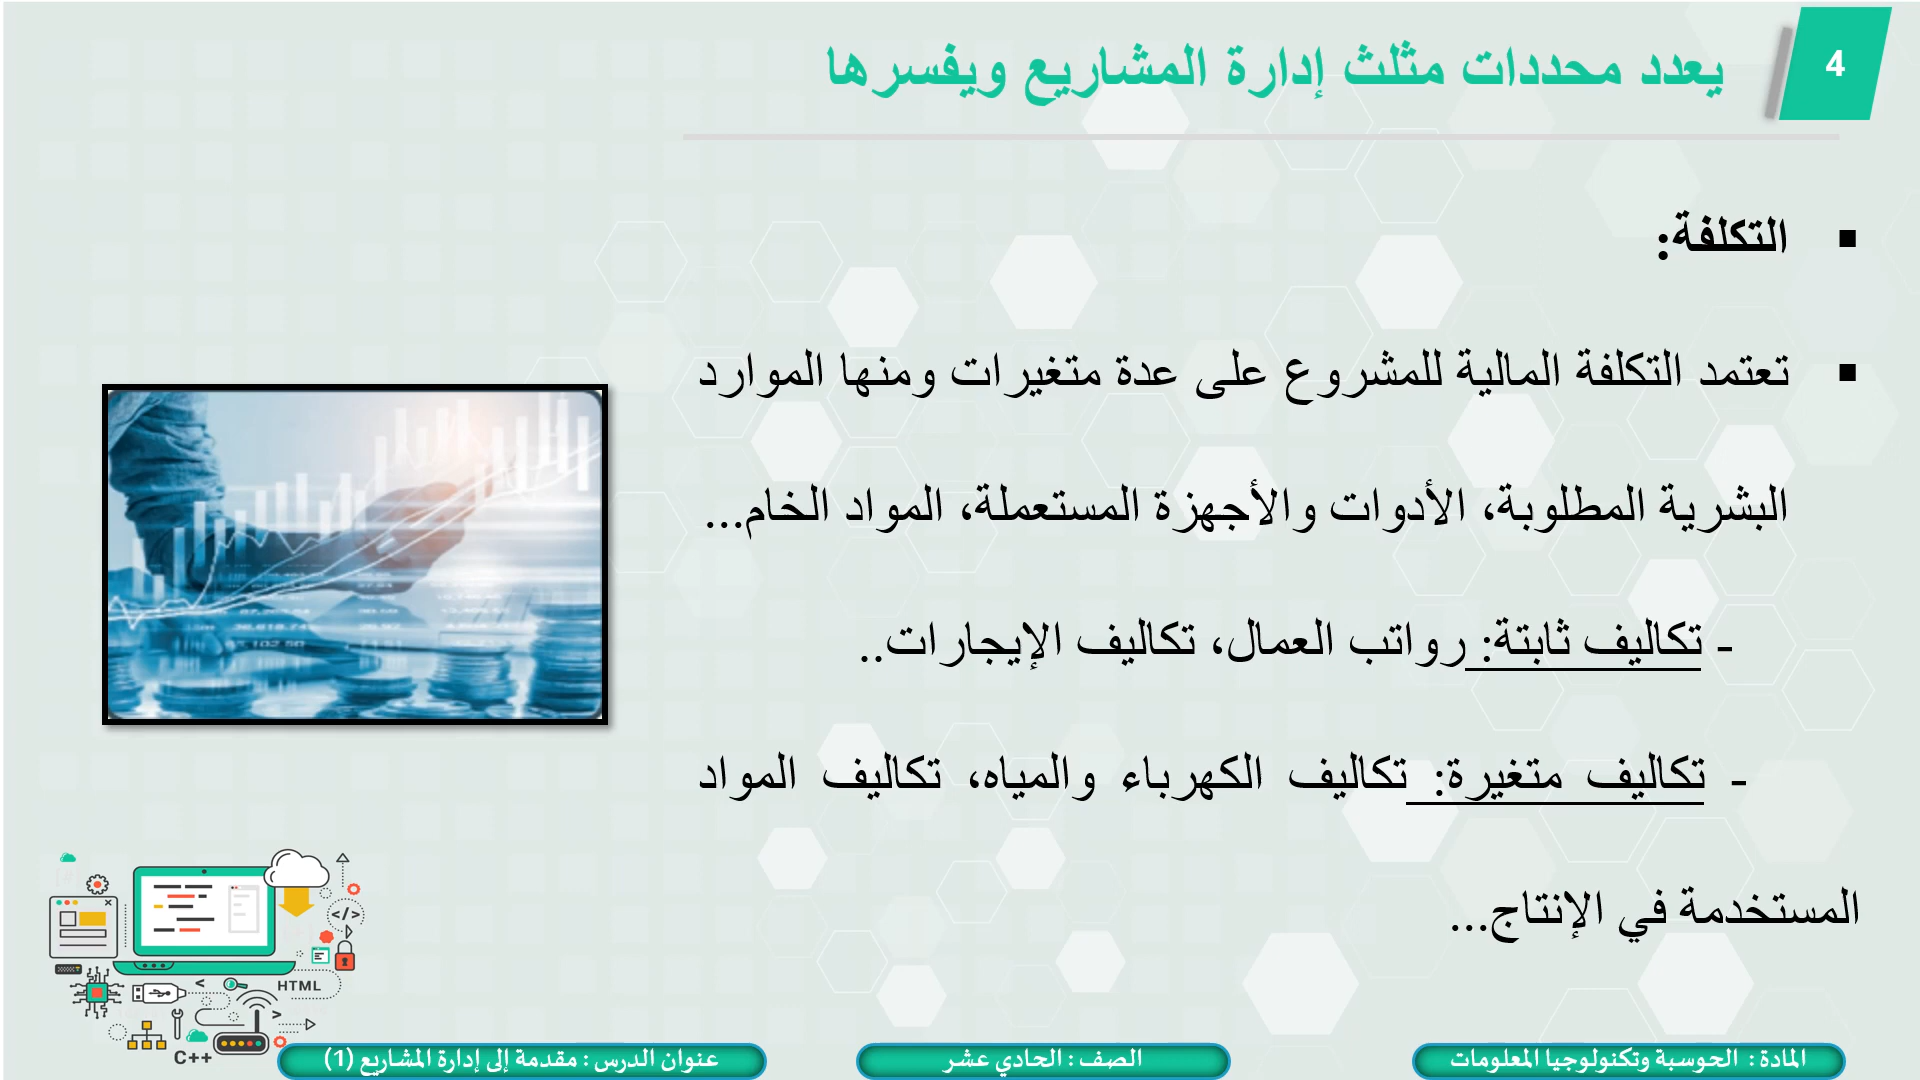 4
يعدد محددات مثلث إدارة المشاريع ويفسرها
▪ التكلفة:
▪ تعتمد التكلفة المالية للمشروع على عدة متغيرات ومنها الموارد
البشرية المطلوبة، الأدوات والأجهزة المستعملة، المواد الخام...
- تكاليف ثابتة: رواتب العمال، تكاليف الإيجارات..
- تكاليف متغيرة: تكاليف الكهرباء والمياه، تكاليف المواد
المستخدمة في الإنتاج...
</>
HTML
C++
المادة : الحوسبة وتكنولوجيا المعلومات
الصف : الحادي عشر
عنوان الدرس : مقدمة إلى إدارة المشاريع (1)